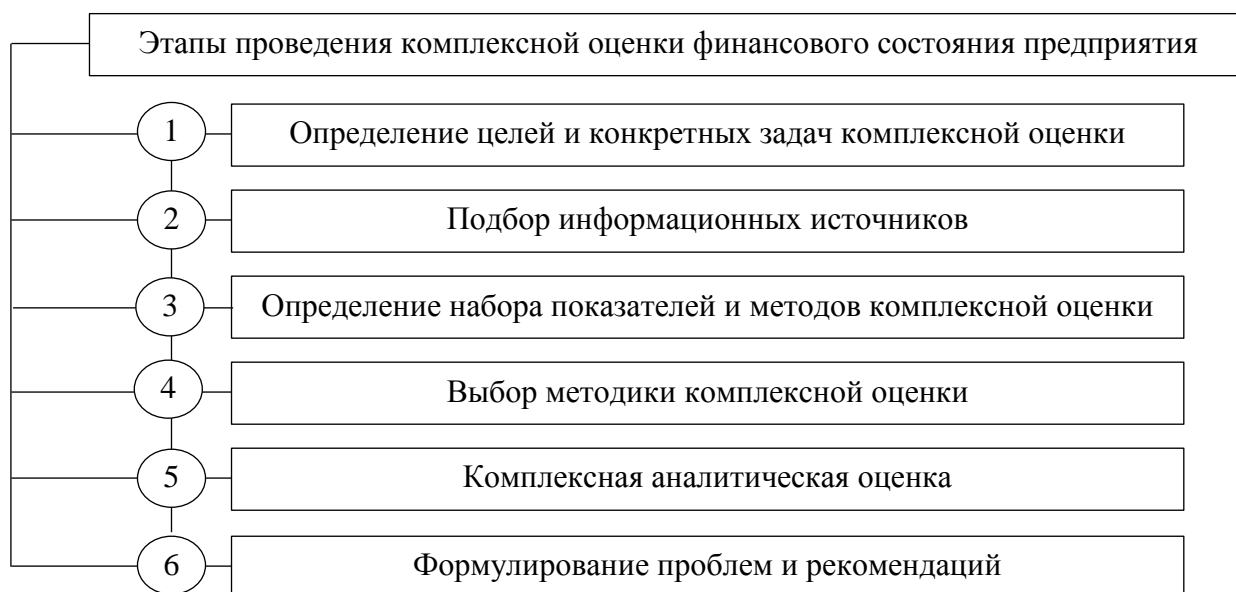 Этапы проведения комплексной оценки финансового состояния предприятия
1 Определение целей и конкретных задач комплексной оценки
2 Подбор информационных источников
3 Определение набора показателей и методов комплексной оценки
4 Выбор методики комплексной оценки
5 Комплексная аналитическая оценка
6 Формулирование проблем и рекомендаций